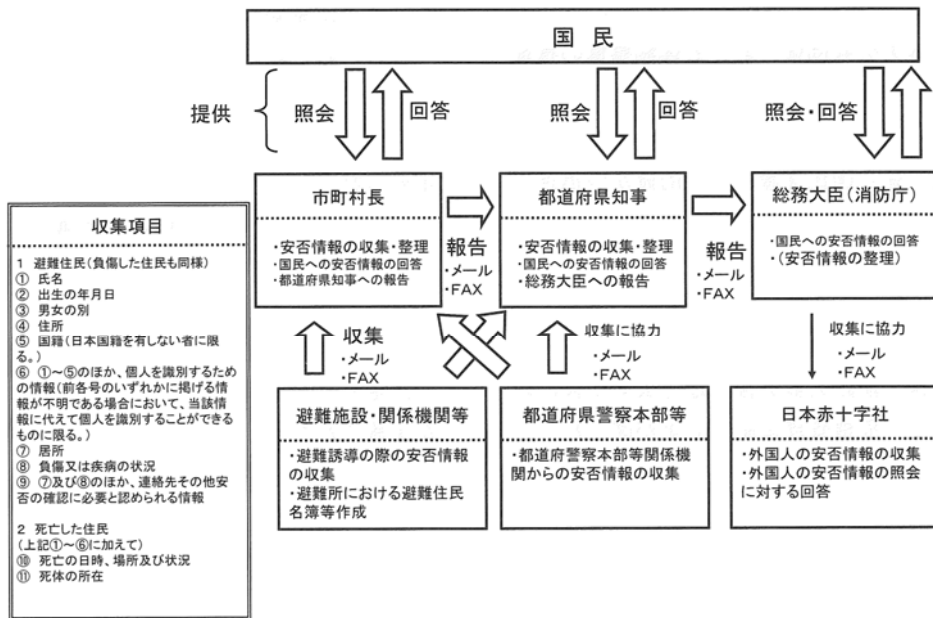 国 民
提供
照会
回答
照会
回答
照会・回答
市町村長
・安否情報の収集・整理
・国民への安否情報の回答
・都道府県知事への報告
報告
・メール
・FAX
都道府県知事
・安否情報の収集・整理
・国民への安否情報の回答
・総務大臣への報告
報告
・メール
・FAX
総務大臣(消防庁)
・国民への安否情報の回答
・(安否情報の整理)
収集項目
1 避難住民(負傷した住民も同様)
① 氏名
② 出生の年月日
③ 男女の別
④ 住所
⑤ 国籍(日本国籍を有しない者に限
る。)
⑥ ①~⑤のほか、個人を識別するため
の情報(前各号のいずれかに掲げる情
報が不明である場合において、当該情
報に代えて個人を識別することができる
ものに限る。)
⑦ 居所
⑧ 負傷又は疾病の状況
⑨ ⑦及び⑧のほか、連絡先その他安
否の確認に必要と認められる情報
2 死亡した住民
(上記①~⑥に加えて)
⑩ 死亡の日時、場所及び状況
⑪ 死体の所在
収集
・メール
・FAX
収集に協力
・メール
・FAX
収集に協力
・メール
・FAX
避難施設・関係機関等
・避難誘導の際の安否情報
の収集
・避難所における避難住民
名簿等作成
都道府県警察本部等
・都道府警察本部等関係機
関からの安否情報の収集
日本赤十字社
・外国人の安否情報の収集
・外国人の安否情報の照会
に対する回答